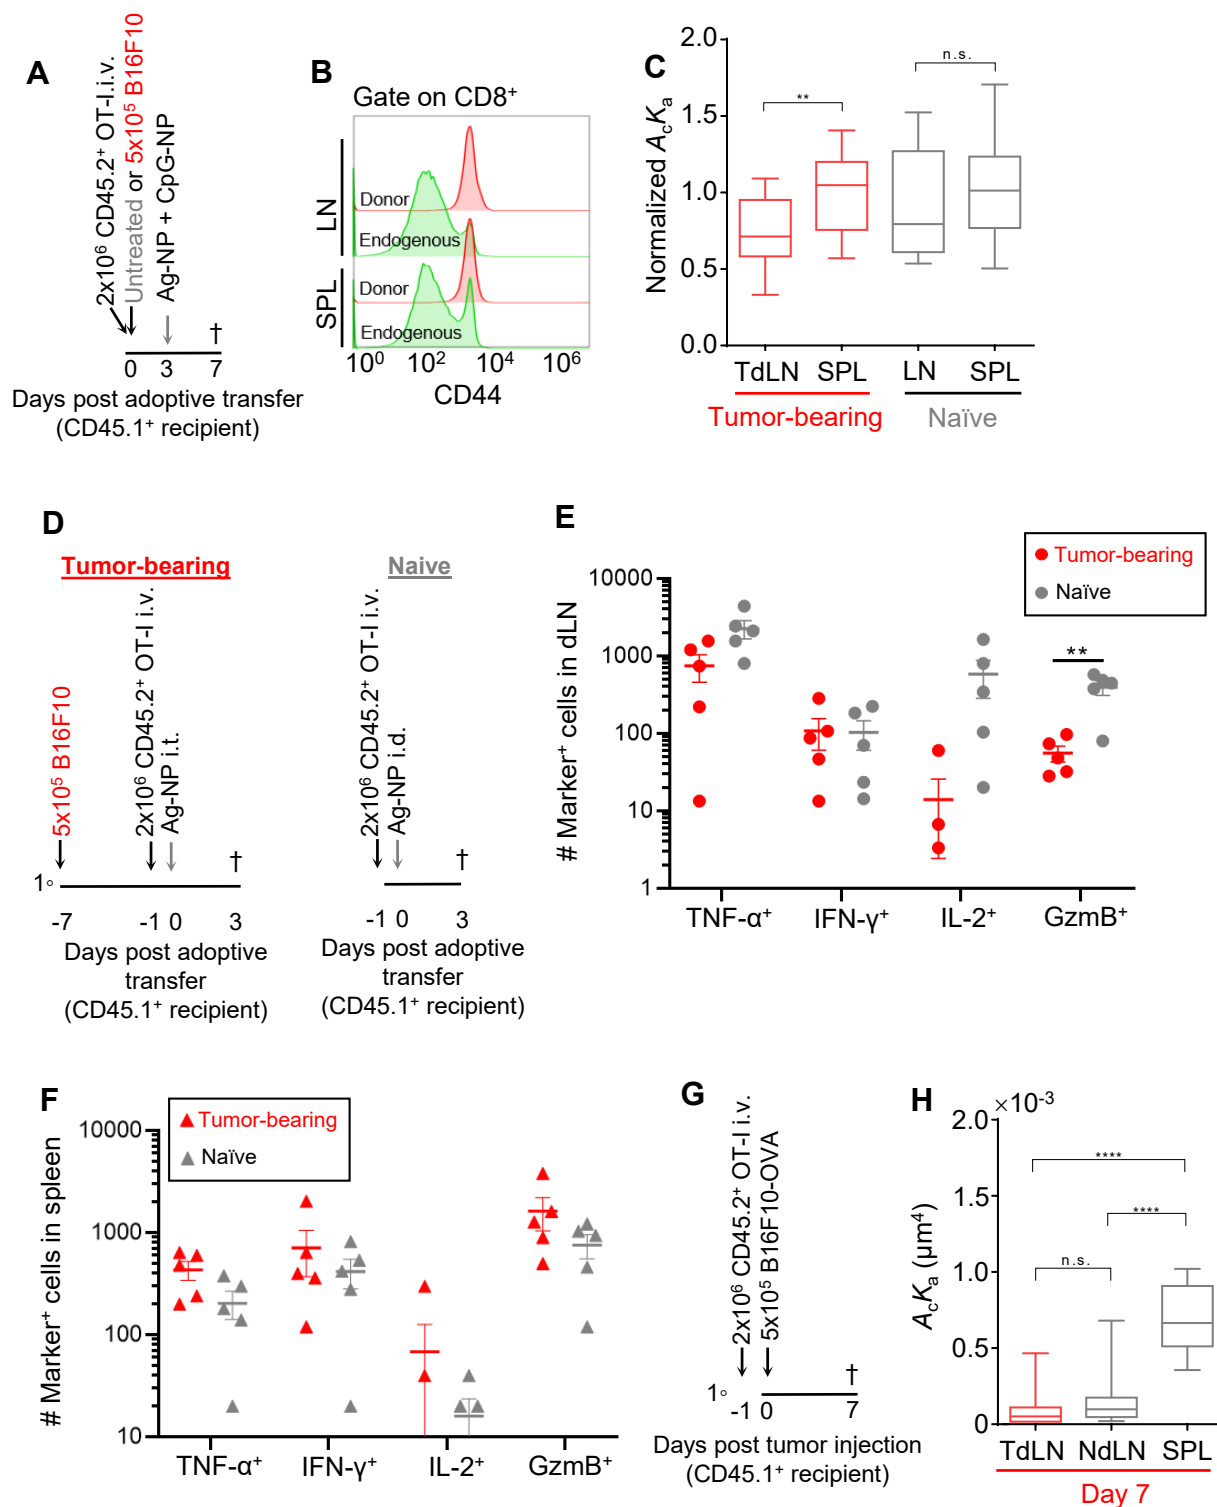 A
2x10⁶ CD45.2⁺ OT-I.i.v.
Untreated or 5x10⁵ B16F10
Ag-NP + CpG-NP
†
0 3 7
Days post adoptive transfer
(CD45.1⁺ recipient)
B
Gate on CD8⁺
LN
Donor
Endogenous
SPL
Donor
Endogenous
10⁰ 10² 10⁴ 10⁶
CD44
C
Normalized AcKa
2.0
1.5
1.0
0.5
0.0
**
n.s.
TdLN SPL LN SPL
Tumor-bearing Naïve
D
Tumor-bearing
5x10⁵ B16F10
2x10⁶ CD45.2⁺ OT-I i.v.
Ag-NP i.t.
†
1°
-7 -1 0 3
Days post adoptive
transfer
(CD45.1⁺ recipient)
Naive
2x10⁶ CD45.2⁺ OT-I i.v.
Ag-NP i.d.
†
-1 0 3
Days post adoptive
transfer
(CD45.1⁺ recipient)
E
Tumor-bearing
Naïve
# Marker⁺ cells in dLN
10000
1000
100
10
1
**
TNF-α⁺ IFN-γ⁺ IL-2⁺ GzmB⁺
F
Tumor-bearing
Naïve
# Marker⁺ cells in spleen
10000
1000
100
10
TNF-α⁺ IFN-γ⁺ IL-2⁺ GzmB⁺
G
2x10⁶ CD45.2⁺ OT-I i.v.
5x10⁵ B16F10-OVA
†
1°
-1 0 7
Days post tumor injection
(CD45.1⁺ recipient)
H
×10⁻³
AcKa (µm⁴)
2.0
1.5
1.0
0.5
0
****
****
n.s.
TdLN NdLN SPL
Day 7